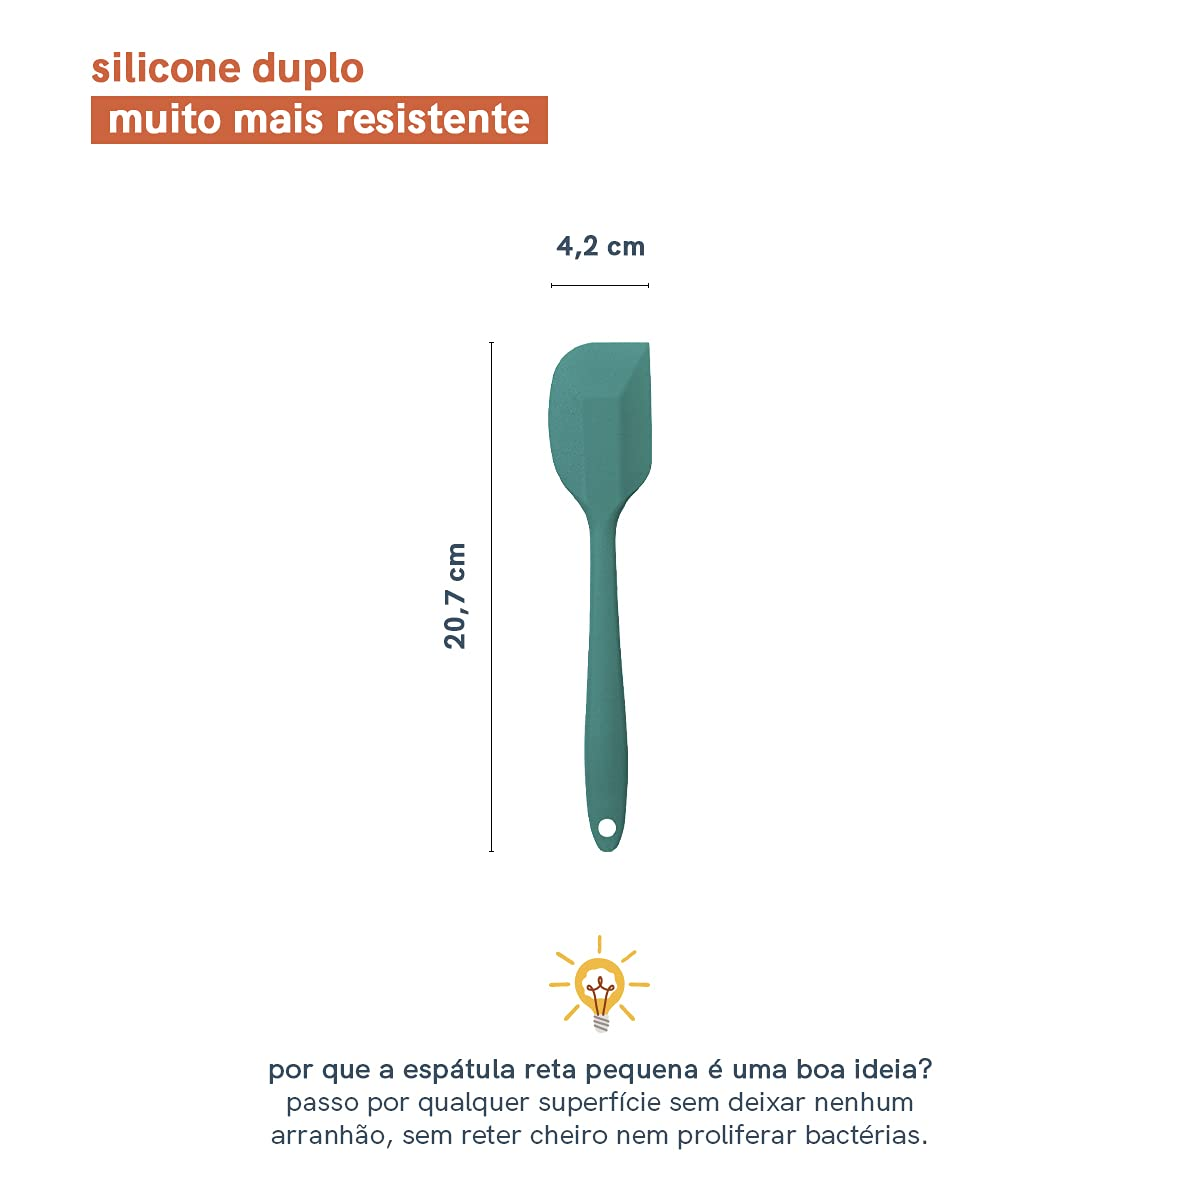 silicone duplo
muito mais resistente
4,2 cm
20,7 cm
por que a espátula reta pequena é uma boa ideia?
passo por qualquer superfície sem deixar nenhum
arranhão, sem reter cheiro nem proliferar bactérias.